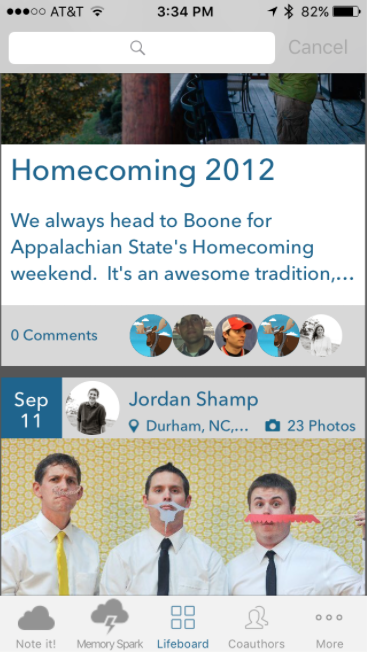 AT&T 3:34 PM 82%
Cancel
Homecoming 2012
We always head to Boone for
Appalachian State's Homecoming
weekend. It's an awesome tradition,...
0 Comments
Sep
11
Jordan Shamp
Durham, NC,... 23 Photos
Note it! Memory Spark Lifeboard Coauthors More